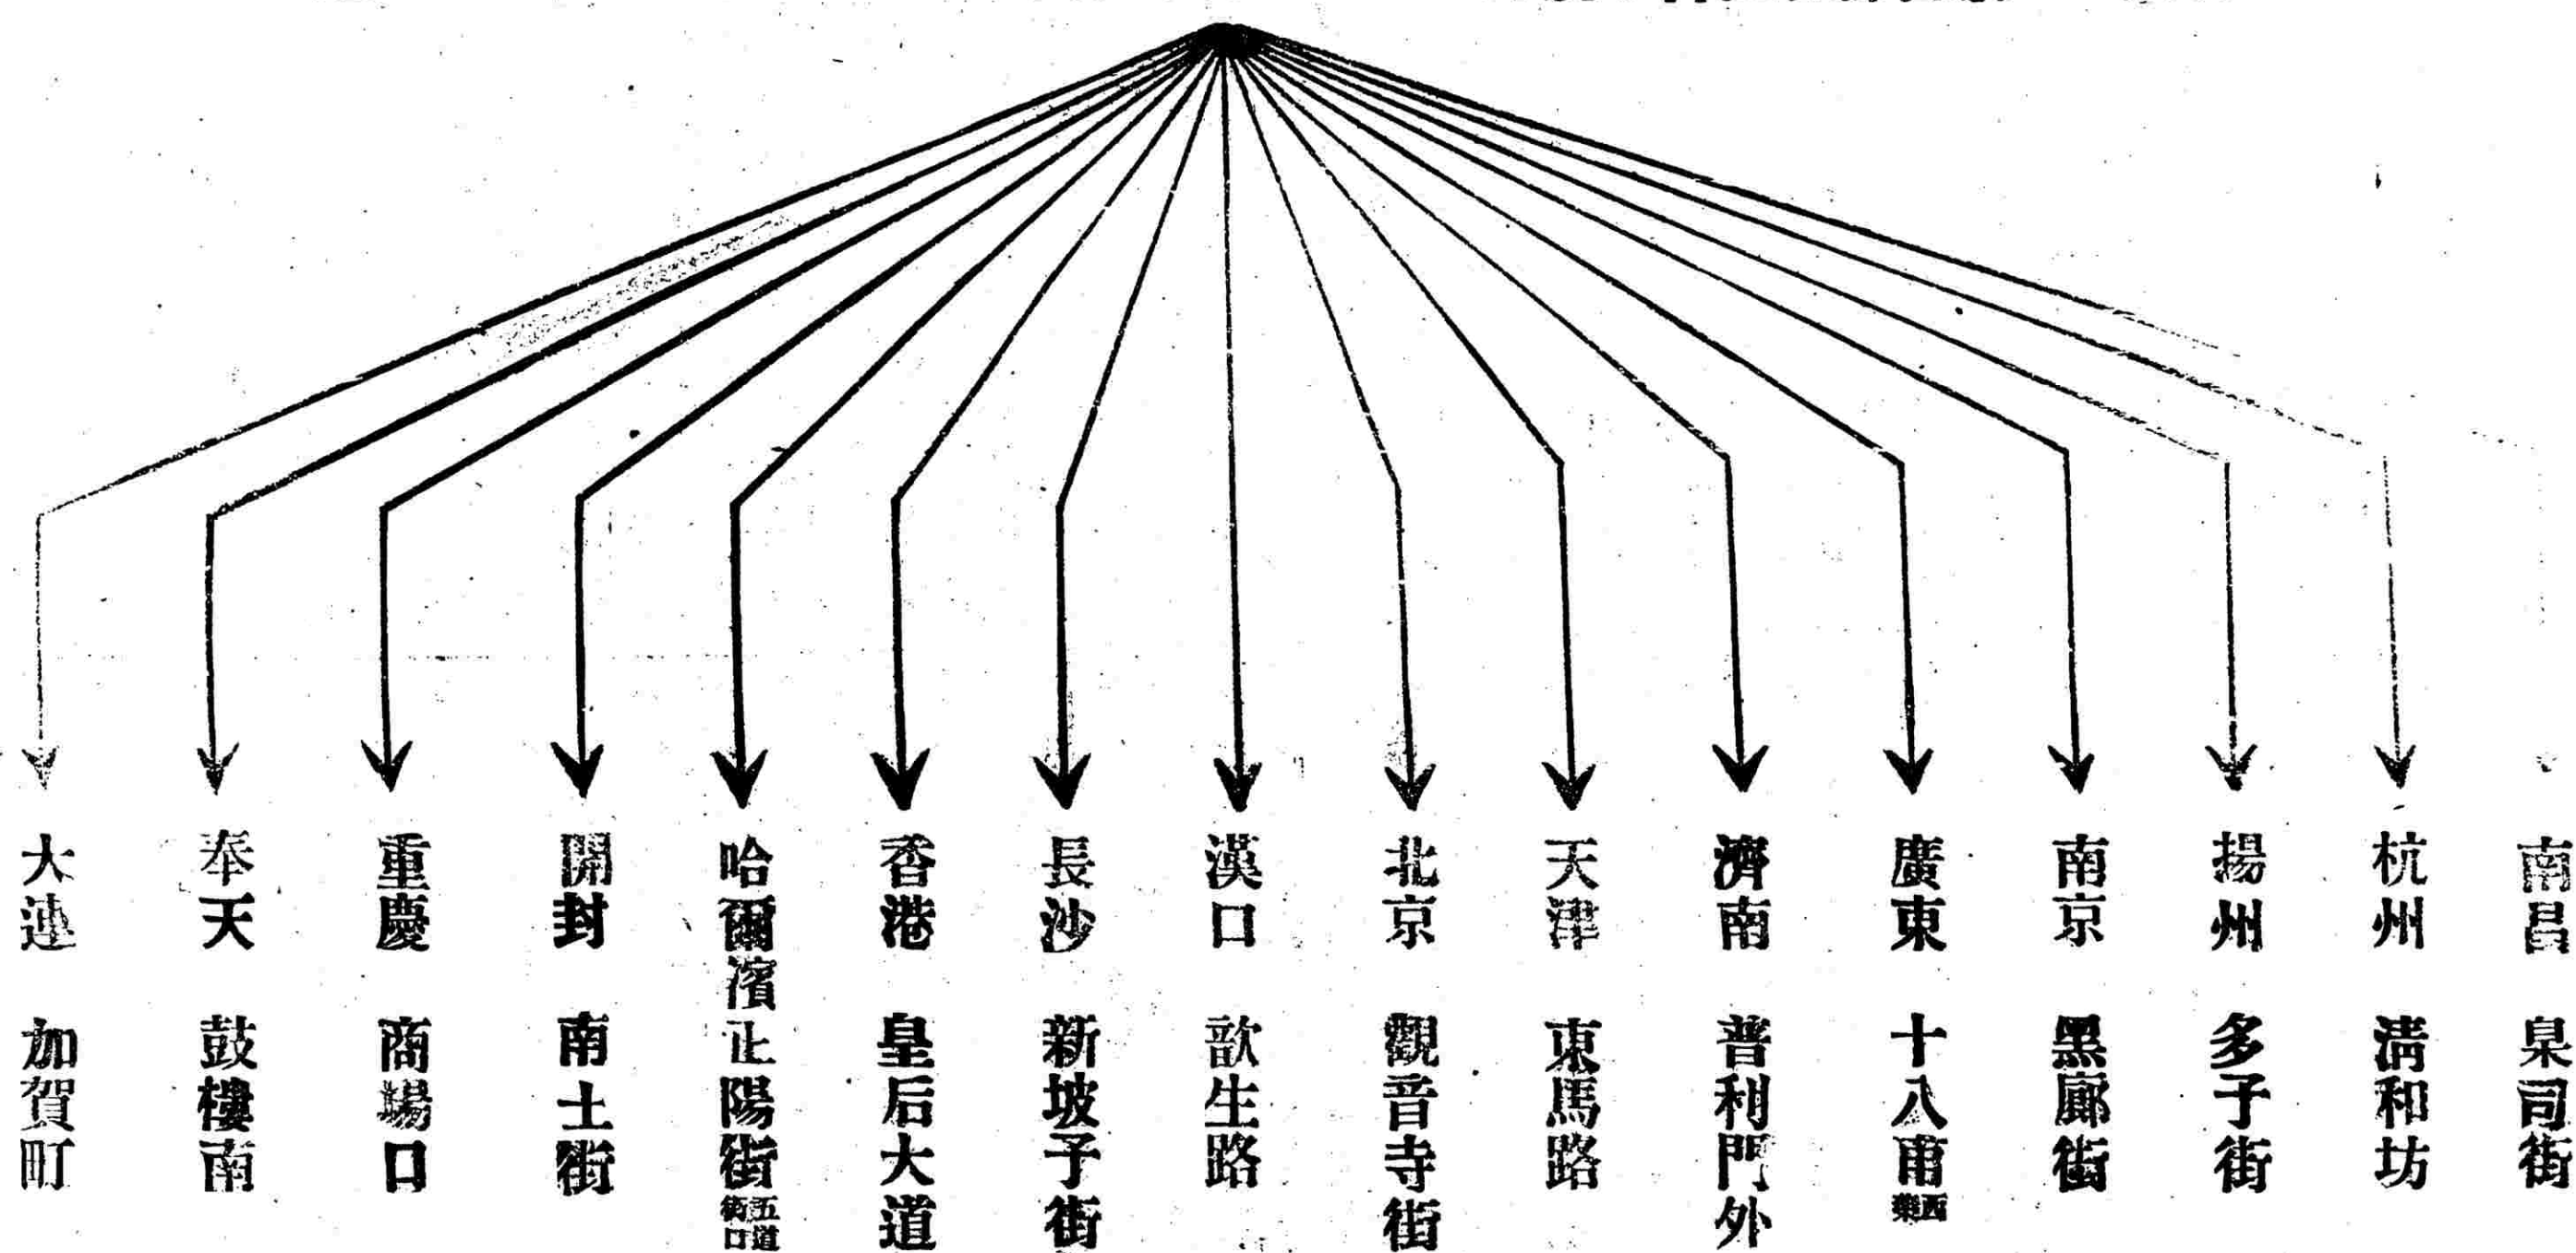 南昌 臬司街
杭州 淸和坊
揚州 多子街
南京 黑廊街
廣東 十八甫
濟南 普利門外
天津 東馬路
北京 觀音寺街
漢口 歆生路
長沙 新坡子街
香港 皇后大道
哈爾濱 正陽街五道街口
開封 南土街
重慶 商場口
奉天 鼓樓南
大連 加賀町